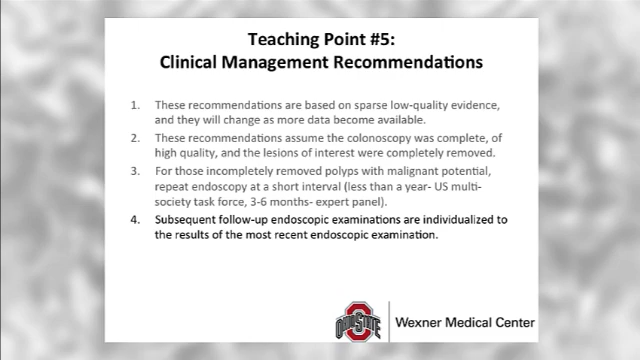 Teaching Point #5:
Clinical Management Recommendations
1. These recommendations are based on sparse low-quality evidence,
and they will change as more data become available.
2. These recommendations assume the colonoscopy was complete, of
high quality, and the lesions of interest were completely removed.
3. For those incompletely removed polyps with malignant potential,
repeat endoscopy at a short interval (less than a year- US multi-
society task force, 3-6 months- expert panel).
4. Subsequent follow-up endoscopic examinations are individualized to
the results of the most recent endoscopic examination.
OHIO STATE
Wexner Medical Center